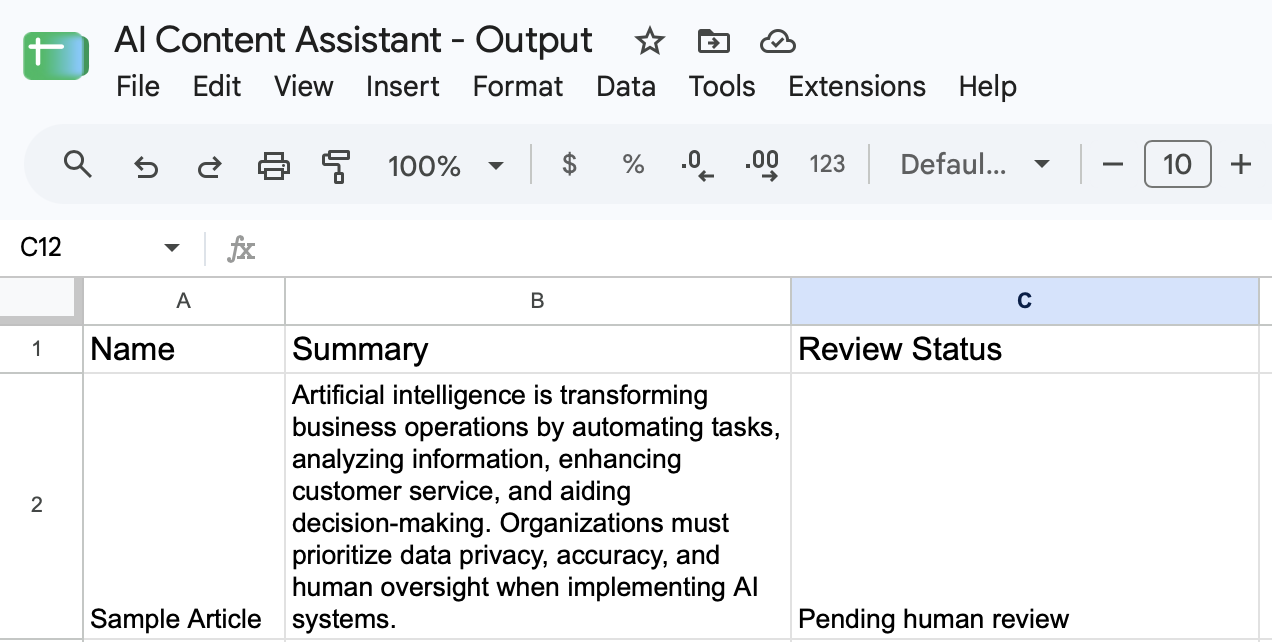 AI Content Assistant - Output
File Edit View Insert Format Data Tools Extensions Help
100% $ % .0 .00 123 Defaul... 10
C12 fx
A B C
1 Name Summary Review Status
Artificial intelligence is transforming
business operations by automating tasks,
analyzing information, enhancing
customer service, and aiding
2 decision-making. Organizations must
prioritize data privacy, accuracy, and
human oversight when implementing AI
Sample Article systems. Pending human review